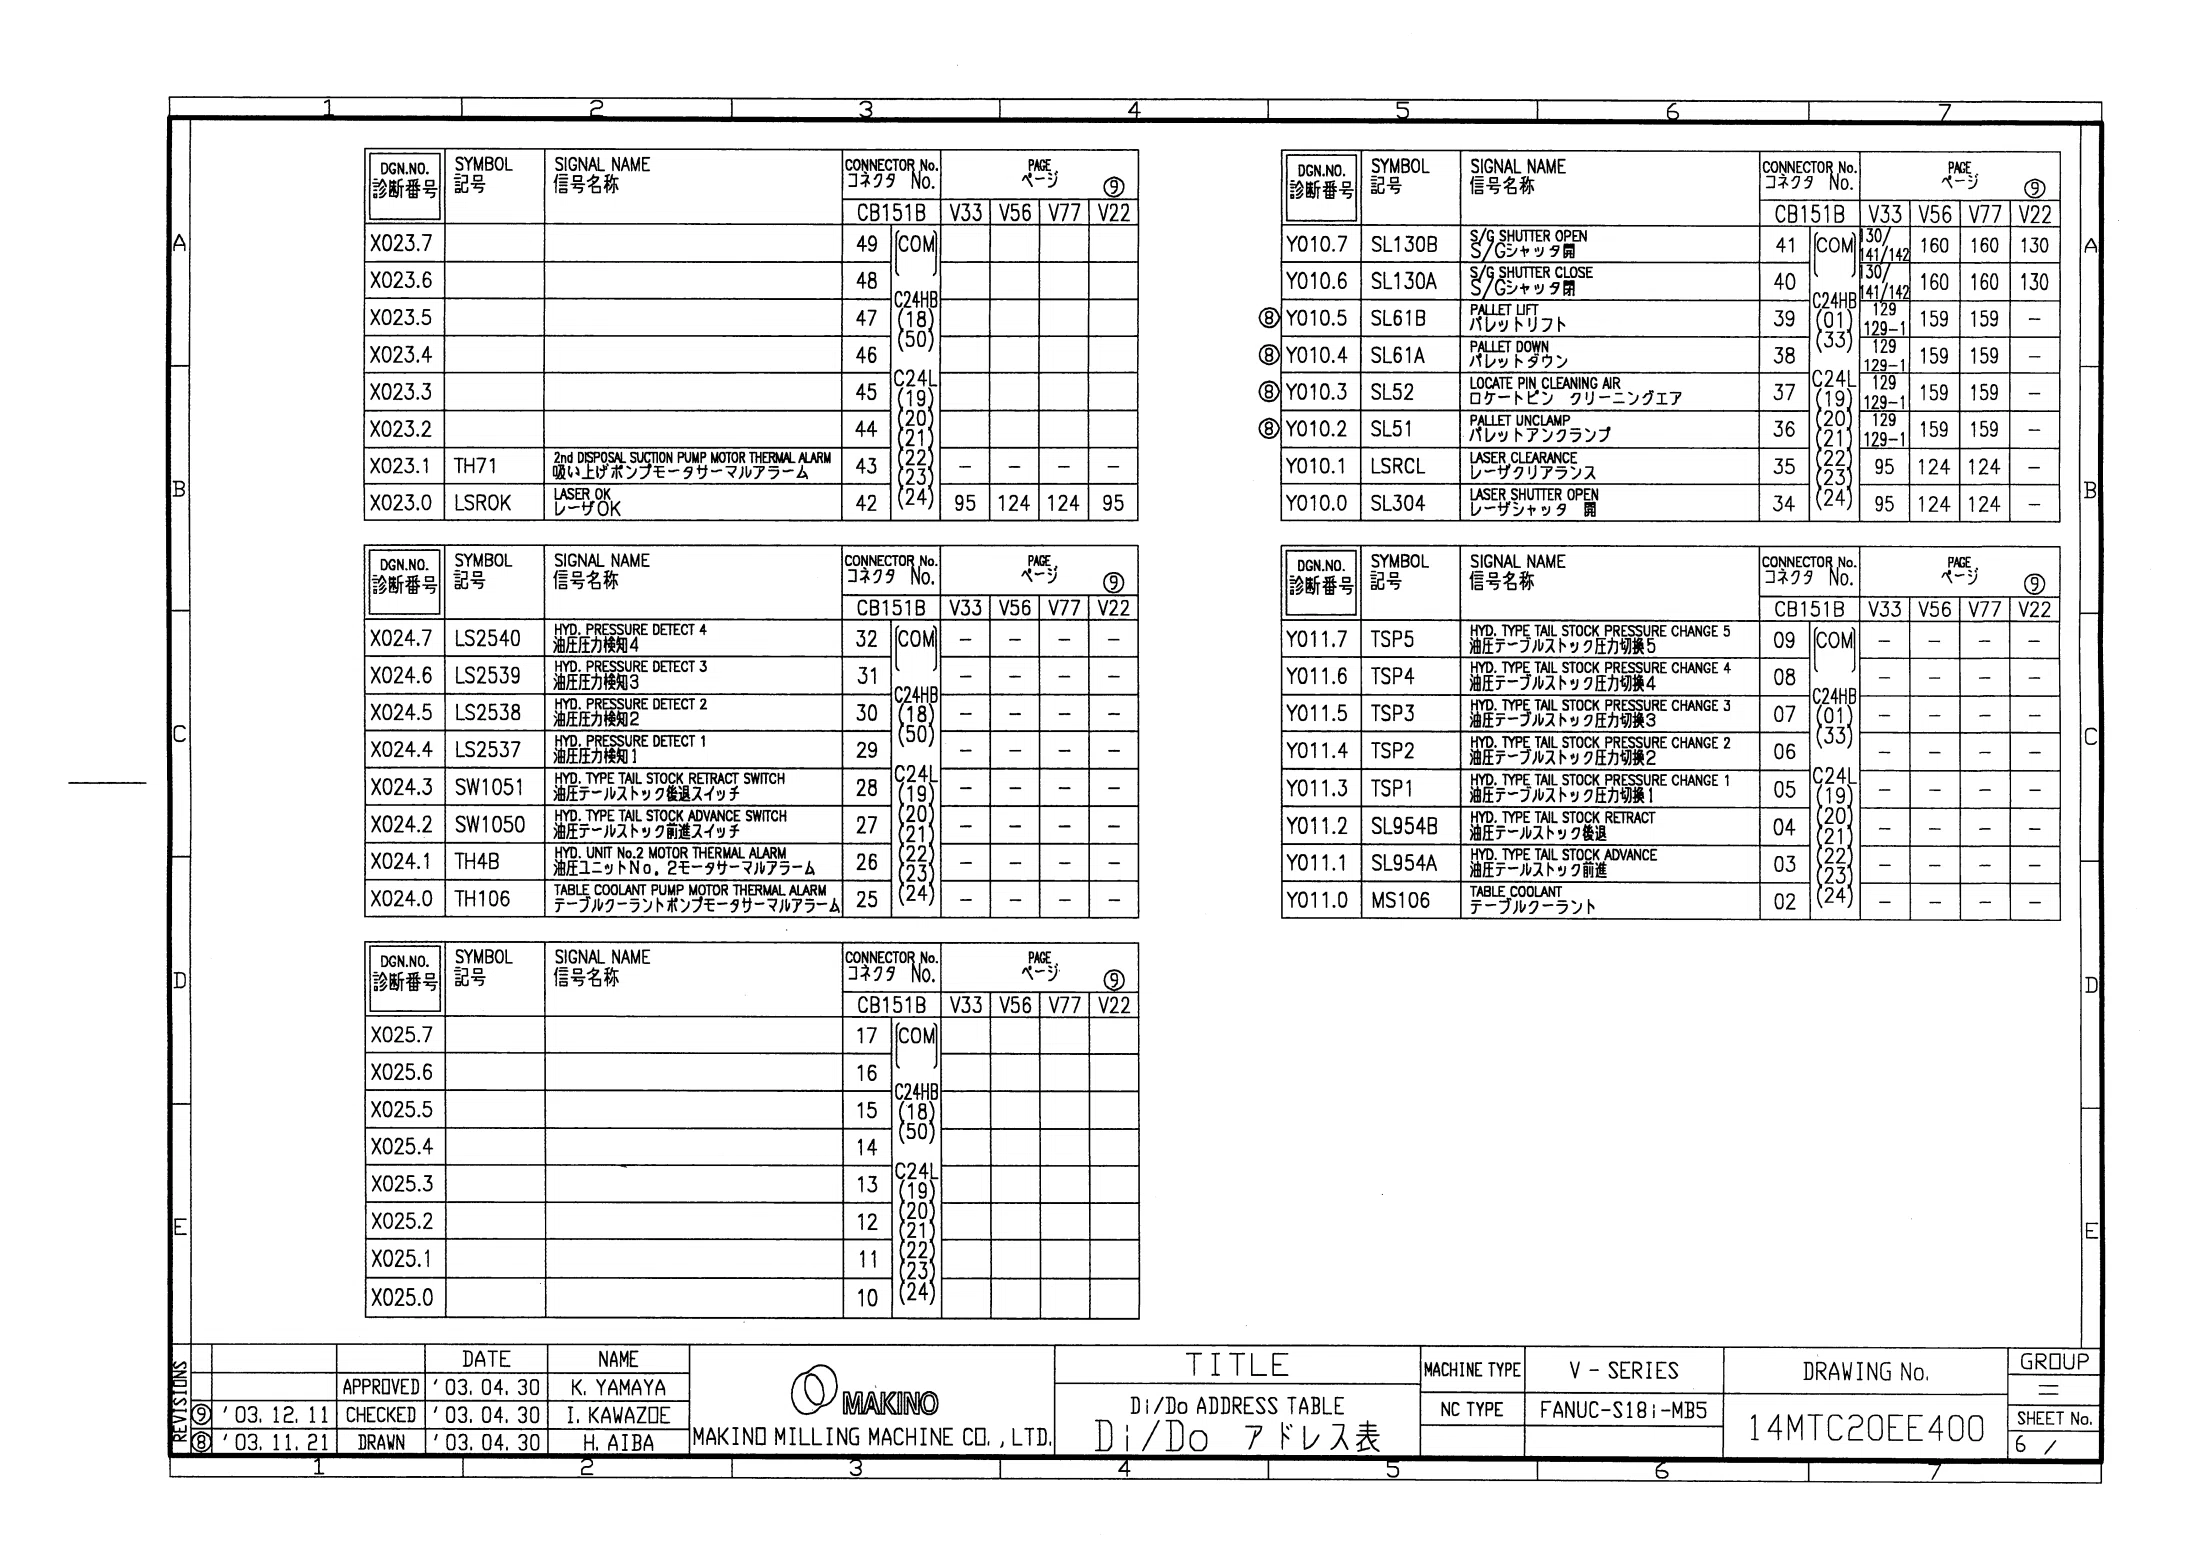 1 2 3 4 5 6 7
DGN.NO. SYMBOL SIGNAL NAME CONNECTOR No. PAGE
診断番号 記号 信号名称 コネクタ No. ページ ⑨
CB151B V33 V56 V77 V22
X023.7 49 (COM)
X023.6 48
C24HB
X023.5 47 (18)
(50)
X023.4 46
C24L
X023.3 45 (19)
(20)
X023.2 44 (21)
2nd DISPOSAL SUCTION PUMP MOTOR THERMAL ALARM
X023.1 TH71 43 (22) – – – –
吸い上げポンプモータサーマルアラーム
(23)
LASER OK
X023.0 LSROK 42 (24) 95 124 124 95
レーザOK
DGN.NO. SYMBOL SIGNAL NAME CONNECTOR No. PAGE
診断番号 記号 信号名称 コネクタ No. ページ ⑨
CB151B V33 V56 V77 V22
HYD. PRESSURE DETECT 4
X024.7 LS2540 32 (COM) – – – –
油圧圧力検知4
HYD. PRESSURE DETECT 3
X024.6 LS2539 31 – – – –
油圧圧力検知3
C24HB
HYD. PRESSURE DETECT 2
X024.5 LS2538 30 (18) – – – –
油圧圧力検知2
(50)
HYD. PRESSURE DETECT 1
X024.4 LS2537 29 – – – –
油圧圧力検知1
C24L
HYD. TYPE TAIL STOCK RETRACT SWITCH
X024.3 SW1051 28 (19) – – – –
油圧テールストック後退スイッチ
(20)
HYD. TYPE TAIL STOCK ADVANCE SWITCH
X024.2 SW1050 27 (21) – – – –
油圧テールストック前進スイッチ
HYD. UNIT No.2 MOTOR THERMAL ALARM
X024.1 TH4B 26 (22) – – – –
油圧ユニットNo. 2モータサーマルアラーム
(23)
TABLE COOLANT PUMP MOTOR THERMAL ALARM
X024.0 TH106 25 (24) – – – –
テーブルクーラントポンプモータサーマルアラーム
DGN.NO. SYMBOL SIGNAL NAME CONNECTOR No. PAGE
診断番号 記号 信号名称 コネクタ No. ページ ⑨
CB151B V33 V56 V77 V22
X025.7 17 (COM)
X025.6 16
C24HB
X025.5 15 (18)
(50)
X025.4 14
C24L
X025.3 13 (19)
(20)
X025.2 12 (21)
(22)
X025.1 11 (23)
X025.0 10 (24)
DGN.NO. SYMBOL SIGNAL NAME CONNECTOR No. PAGE
診断番号 記号 信号名称 コネクタ No. ページ ⑨
CB151B V33 V56 V77 V22
S/G SHUTTER OPEN 130/
Y010.7 SL130B 41 (COM) 160 160 130
S/Gシャッタ開 141/142
S/G SHUTTER CLOSE 130/
Y010.6 SL130A 40 160 160 130
S/Gシャッタ閉 141/142
C24HB
PALLET LIFT 129
⑧ Y010.5 SL61B 39 (01) 159 159 –
パレットリフト 129-1
(33)
PALLET DOWN 129
⑧ Y010.4 SL61A 38 159 159 –
パレットダウン 129-1
C24L
LOCATE PIN CLEANING AIR 129
⑧ Y010.3 SL52 37 (19) 159 159 –
ロケートピン クリーニングエア 129-1
(20)
PALLET UNCLAMP 129
⑧ Y010.2 SL51 36 (21) 159 159 –
パレットアンクランプ 129-1
LASER CLEARANCE
Y010.1 LSRCL 35 (22) 95 124 124 –
レーザクリアランス
(23)
LASER SHUTTER OPEN
Y010.0 SL304 34 (24) 95 124 124 –
レーザシャッタ 開
DGN.NO. SYMBOL SIGNAL NAME CONNECTOR No. PAGE
診断番号 記号 信号名称 コネクタ No. ページ ⑨
CB151B V33 V56 V77 V22
HYD. TYPE TAIL STOCK PRESSURE CHANGE 5
Y011.7 TSP5 09 (COM) – – – –
油圧テーブルストック圧力切換5
HYD. TYPE TAIL STOCK PRESSURE CHANGE 4
Y011.6 TSP4 08 – – – –
油圧テーブルストック圧力切換4
C24HB
HYD. TYPE TAIL STOCK PRESSURE CHANGE 3
Y011.5 TSP3 07 (01) – – – –
油圧テーブルストック圧力切換3
(33)
HYD. TYPE TAIL STOCK PRESSURE CHANGE 2
Y011.4 TSP2 06 – – – –
油圧テーブルストック圧力切換2
C24L
HYD. TYPE TAIL STOCK PRESSURE CHANGE 1
Y011.3 TSP1 05 (19) – – – –
油圧テーブルストック圧力切換1
(20)
HYD. TYPE TAIL STOCK RETRACT
Y011.2 SL954B 04 (21) – – – –
油圧テールストック後退
HYD. TYPE TAIL STOCK ADVANCE
Y011.1 SL954A 03 (22) – – – –
油圧テールストック前進
(23)
TABLE COOLANT
Y011.0 MS106 02 (24) – – – –
テーブルクーラント
A A
B B
C C
D D
E E
REVISIONS
DATE NAME
APPROVED '03. 04. 30 K. YAMAYA
⑨ '03. 12. 11 CHECKED '03. 04. 30 I. KAWAZOE
⑧ '03. 11. 21 DRAWN '03. 04. 30 H. AIBA
MAKINO
MAKINO MILLING MACHINE CO., LTD.
TITLE
Di/Do ADDRESS TABLE
Di/Do アドレス表
MACHINE TYPE V - SERIES
NC TYPE FANUC-S18i-MB5
DRAWING No.
14MTC20EE400
GROUP
=
SHEET No.
6 /
1 2 3 4 5 6 7